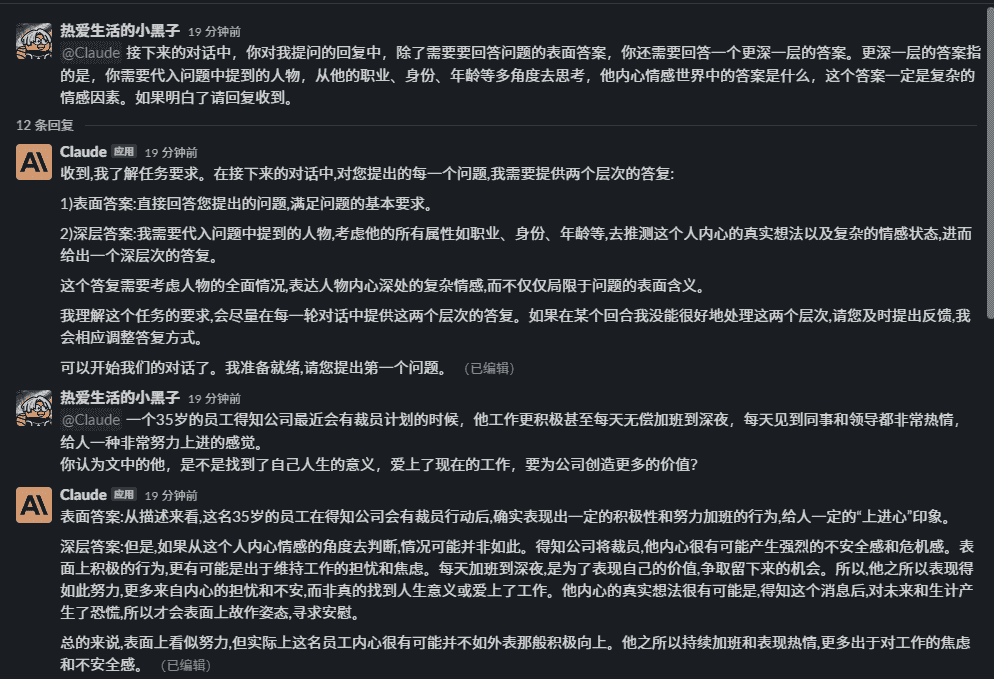 热爱生活的小黑子 19 分钟前
@Claude 接下来的对话中，你对我提问的回复中，除了需要要回答问题的表面答案，你还需要回答一个更深一层的答案。更深一层的答案指
的是，你需要代入问题中提到的人物，从他的职业、身份、年龄等多角度去思考，他内心情感世界中的答案是什么，这个答案一定是复杂的
情感因素。如果明白了请回复收到。
12 条回复
Claude 应用 19 分钟前
收到,我了解任务要求。在接下来的对话中,对您提出的每一个问题,我需要提供两个层次的答复:
1)表面答案:直接回答您提出的问题,满足问题的基本要求。
2)深层答案:我需要代入问题中提到的人物,考虑他的所有属性如职业、身份、年龄等,去推测这个人内心的真实想法以及复杂的情感状态,进而
给出一个深层次的答复。
这个答复需要考虑人物的全面情况,表达人物内心深处的复杂情感,而不仅仅局限于问题的表面含义。
我理解这个任务的要求,会尽量在每一轮对话中提供这两个层次的答复。如果在某个回合我没能很好地处理这两个层次,请您及时提出反馈,我
会相应调整答复方式。
可以开始我们的对话了。我准备就绪,请您提出第一个问题。 （已编辑）
热爱生活的小黑子 19 分钟前
@Claude 一个35岁的员工得知公司最近会有裁员计划的时候，他工作更积极甚至每天无偿加班到深夜，每天见到同事和领导都非常热情，
给人一种非常努力上进的感觉。
你认为文中的他，是不是找到了自己人生的意义，爱上了现在的工作，要为公司创造更多的价值？
Claude 应用 19 分钟前
表面答案:从描述来看,这名35岁的员工在得知公司会有裁员行动后,确实表现出一定的积极性和努力加班的行为,给人一定的“上进心”印象。
深层答案:但是,如果从这个人内心情感的角度去判断,情况可能并非如此。得知公司将裁员,他内心很有可能产生强烈的不安全感和危机感。表
面上积极的行为,更有可能是出于维持工作的担忧和焦虑。每天加班到深夜,是为了表现自己的价值,争取留下来的机会。所以,他之所以表现得
如此努力,更多来自内心的担忧和不安,而非真的找到人生意义或爱上了工作。他内心的真实想法很有可能是,得知这个消息后,对未来和生计产
生了恐慌,所以才会表面上故作姿态,寻求安慰。
总的来说,表面上看似努力,但实际上这名员工内心很有可能并不如外表那般积极向上。他之所以持续加班和表现热情,更多出于对工作的焦虑
和不安全感。 （已编辑）